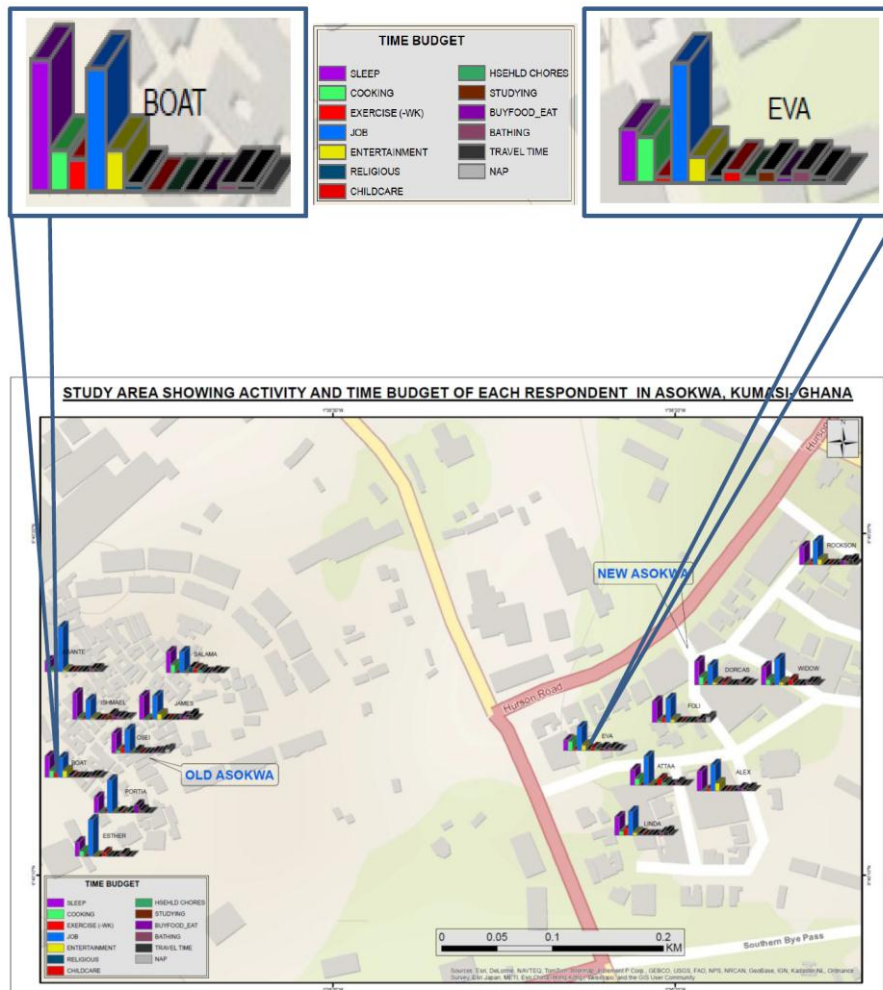 BOAT
TIME BUDGET
SLEEP
COOKING
EXERCISE (-WK)
JOB
ENTERTAINMENT
RELIGIOUS
CHILDCARE
HSEHLD CHORES
STUDYING
BUYFOOD_EAT
BATHING
TRAVEL TIME
NAP
EVA
STUDY AREA SHOWING ACTIVITY AND TIME BUDGET OF EACH RESPONDENT IN ASOKWA, KUMASI- GHANA
N
ROCKSON
NEW ASOKWA
SALAMA
DORCAS
WIDOW
ISHMAEL
JAMES
FOLI
Hurson Road
OSEI
EVA
BOAT
OLD ASOKWA
ATTAA
ALEX
PORTIA
LINDA
ESTHER
TIME BUDGET
SLEEP
COOKING
EXERCISE (-WK)
JOB
ENTERTAINMENT
RELIGIOUS
CHILDCARE
HSEHLD CHORES
STUDYING
BUYFOOD_EAT
BATHING
TRAVEL TIME
NAP
0 0.05 0.1 0.2
KM
Southern Bye Pass